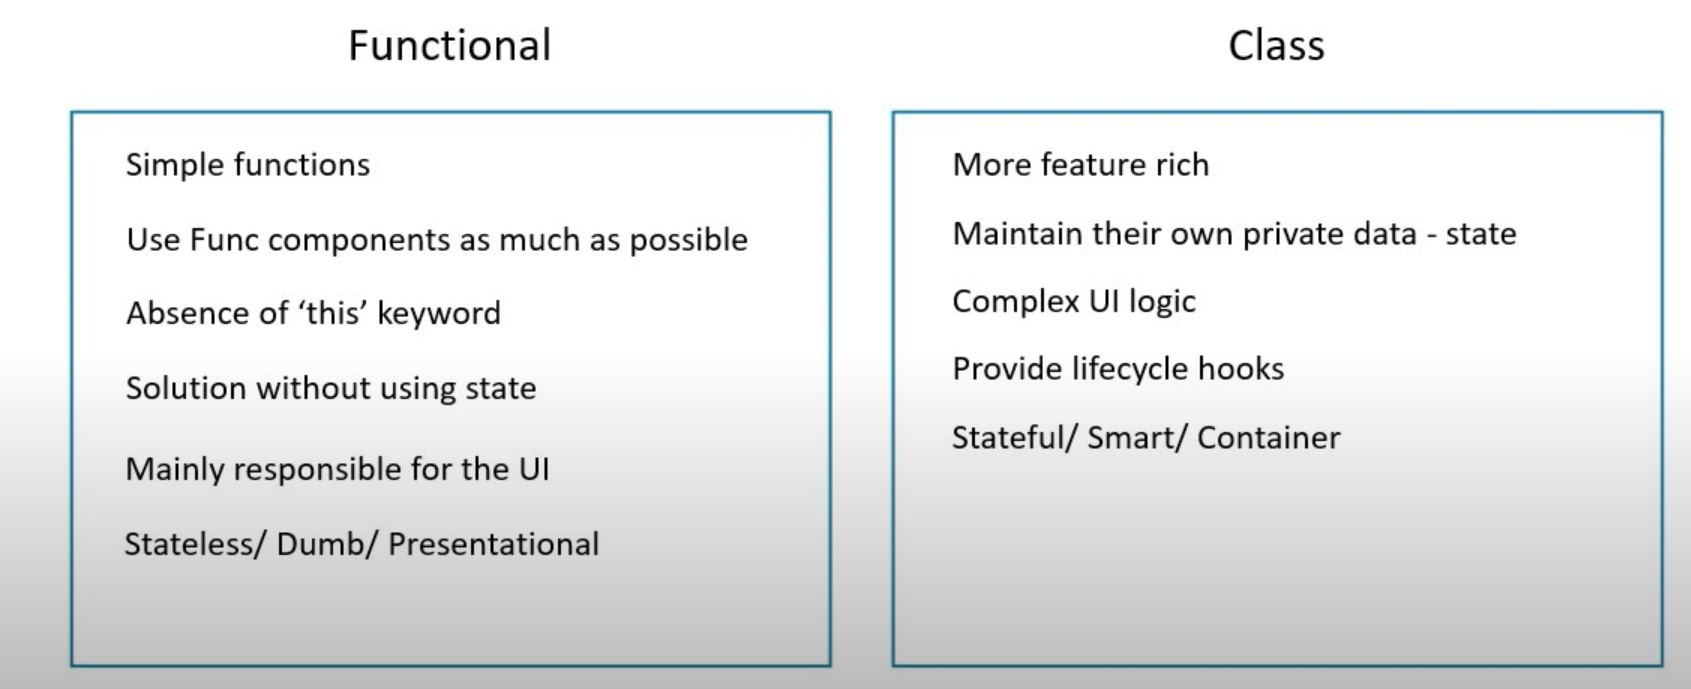 Functional
Simple functions
Use Func components as much as possible
Absence of ‘this’ keyword
Solution without using state
Mainly responsible for the UI
Stateless/ Dumb/ Presentational
Class
More feature rich
Maintain their own private data - state
Complex UI logic
Provide lifecycle hooks
Stateful/ Smart/ Container